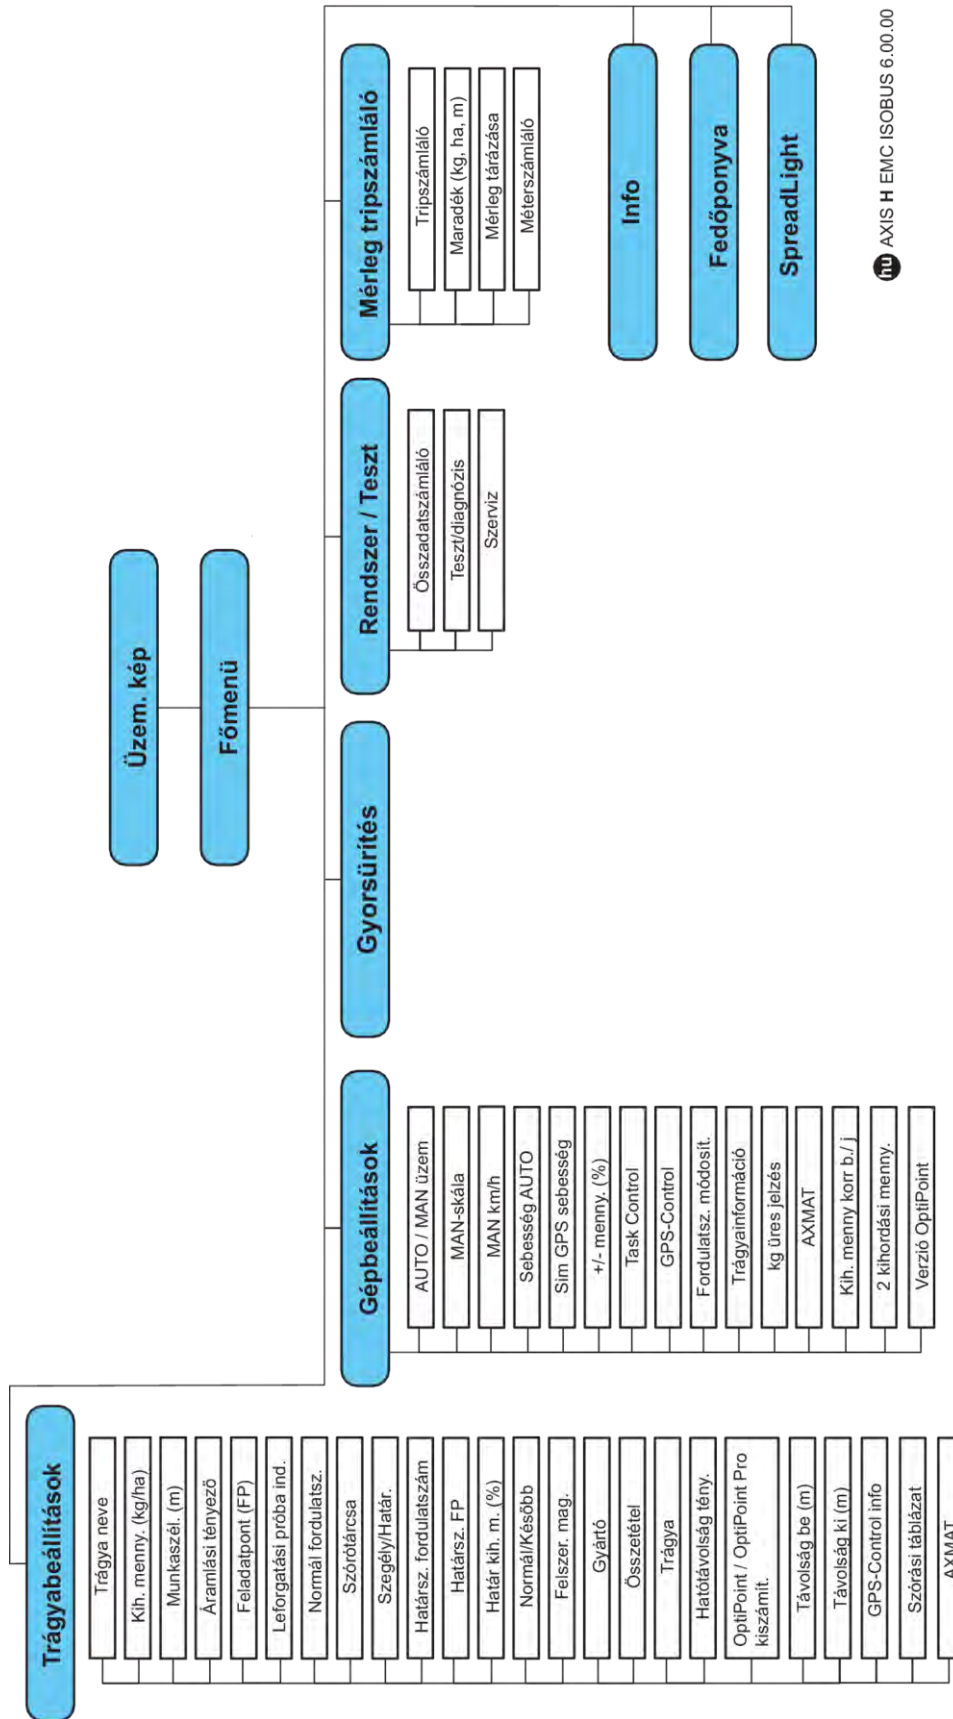 Üzem. kép
Főmenü
Trágyabeállítások
Trágya neve
Kih. menny. (kg/ha)
Munkaszél. (m)
Áramlási tényező
Feladatpont (FP)
Leforgatási próba ind.
Normál fordulatsz.
Szórótárcsa
Szegély/Határ.
Határsz. fordulatszám
Határsz. FP
Határ kih. m. (%)
Normál/Később
Felszer. mag.
Gyártó
Összetétel
Trágya
Hatótávolság tény.
OptiPoint / OptiPoint Pro
kiszámít.
Távolság be (m)
Távolság ki (m)
GPS-Control info
Szórási táblázat
AXMAT
Gépbeállítások
AUTO / MAN üzem
MAN-skála
MAN km/h
Sebesség AUTO
Sim GPS sebesség
+/- menny. (%)
Task Control
GPS-Control
Fordulatsz. módosít.
Trágyainformáció
kg üres jelzés
AXMAT
Kih. menny korr b./ j
2 kihordási menny.
Verzió OptiPoint
Gyorsürítés
Rendszer / Teszt
Összadatszámláló
Teszt/diagnózis
Szerviz
Mérleg tripszámláló
Tripszámláló
Maradék (kg, ha, m)
Mérleg tárázása
Méterszámláló
Info
Fedőponyva
SpreadLight
hu AXIS H EMC ISOBUS 6.00.00